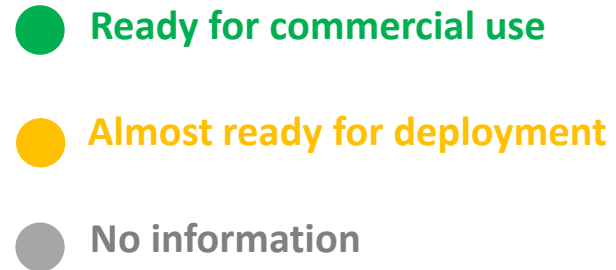 Ready for commercial use
Almost ready for deployment
No information